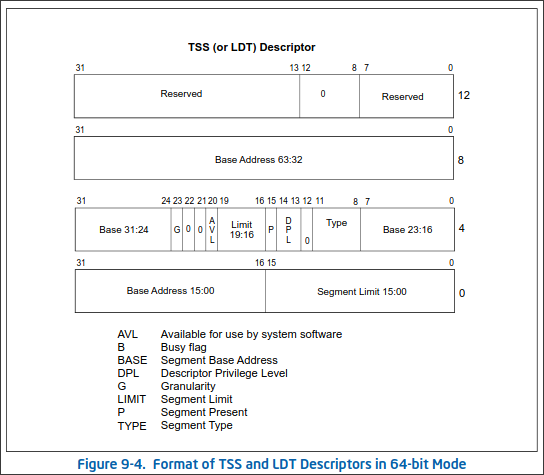 TSS (or LDT) Descriptor
31 13 12 8 7 0
Reserved 0 Reserved 12
31 0
Base Address 63:32 8
31 24 23 22 21 20 19 16 15 14 13 12 11 8 7 0
Base 31:24 G 0 0 AVL Limit 19:16 P DPL 0 Type Base 23:16 4
31 16 15 0
Base Address 15:00 Segment Limit 15:00 0
AVL Available for use by system software
B Busy flag
BASE Segment Base Address
DPL Descriptor Privilege Level
G Granularity
LIMIT Segment Limit
P Segment Present
TYPE Segment Type
Figure 9-4. Format of TSS and LDT Descriptors in 64-bit Mode